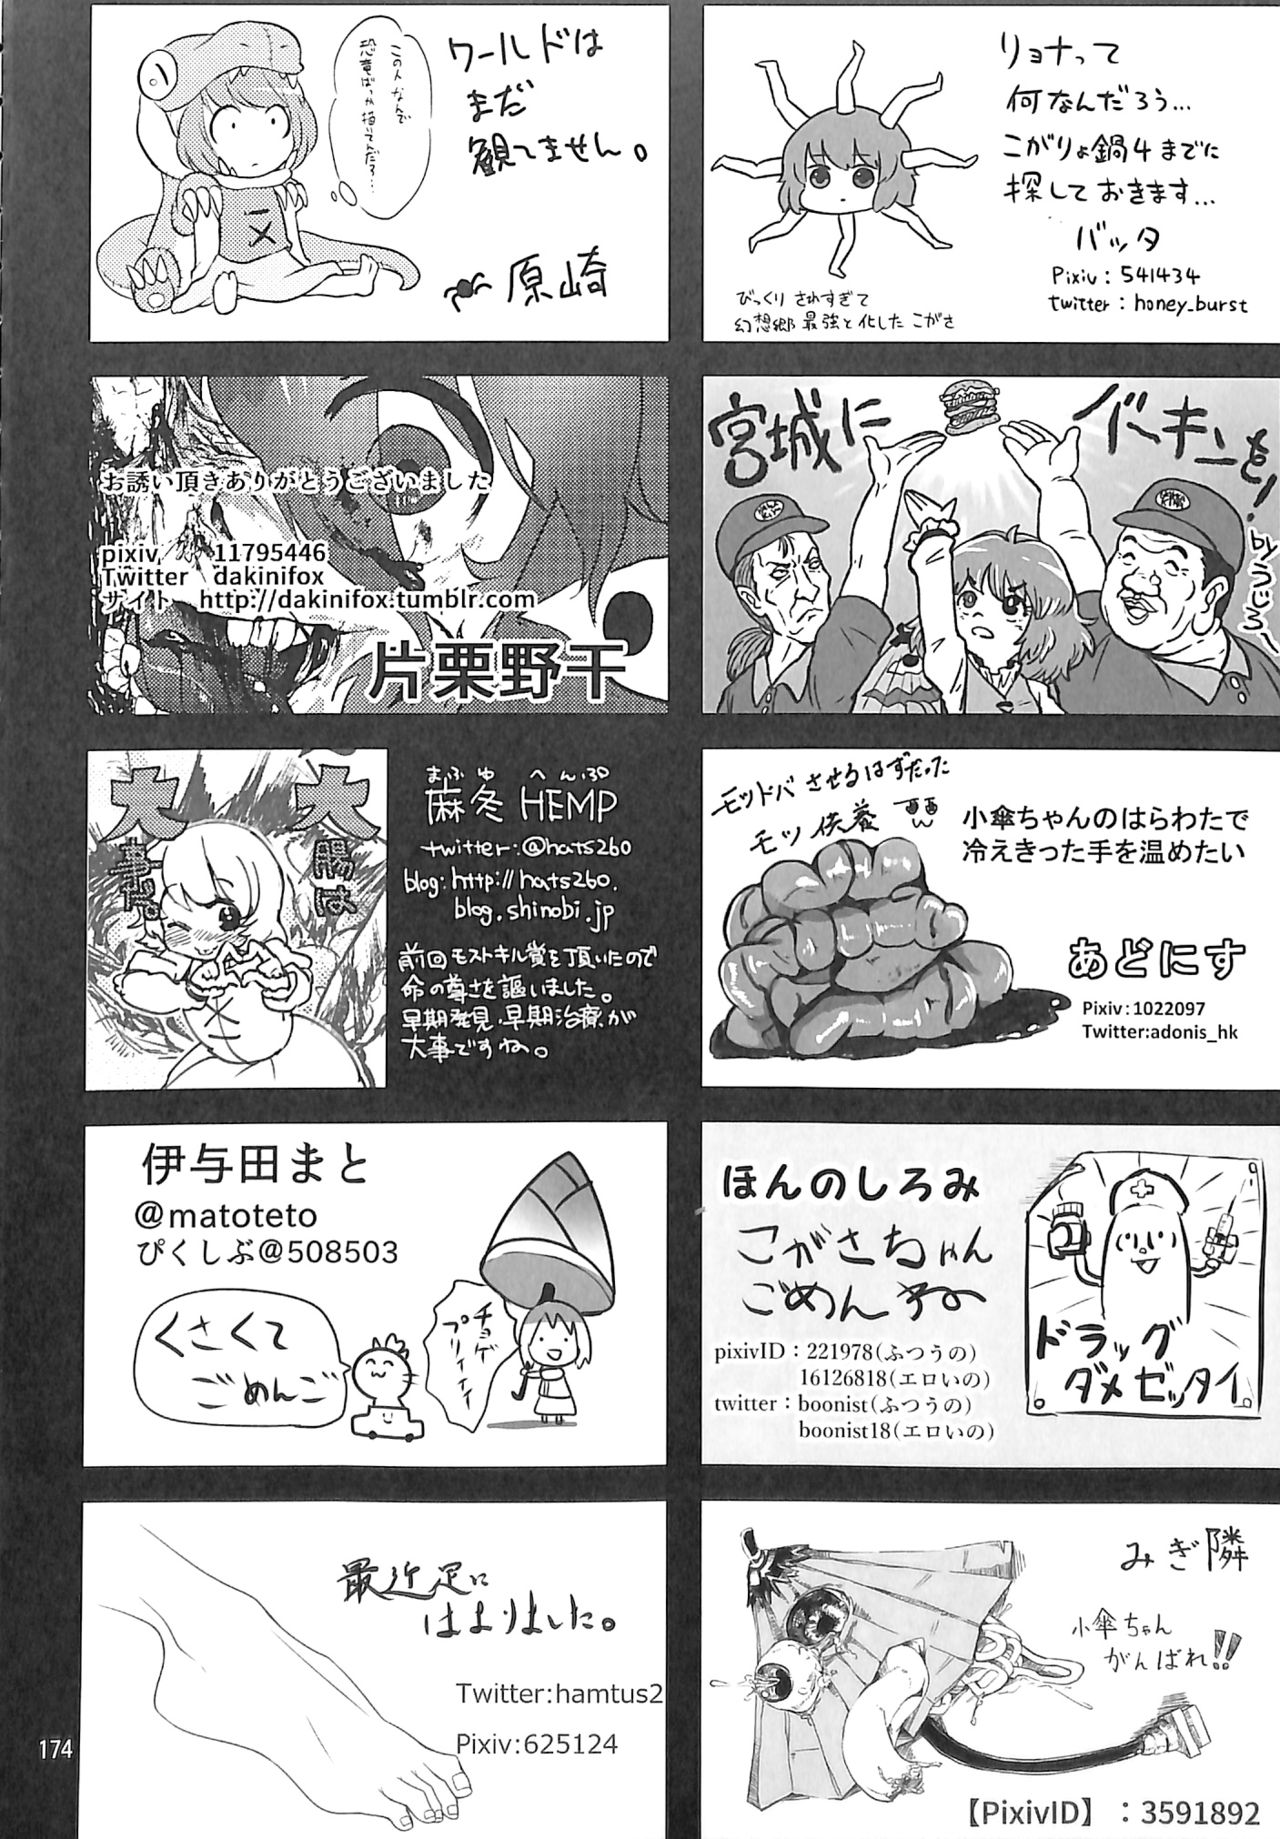 ワールドは
まだ
観てません。
この人なんで
恐竜ばっか描いてんだろ…
原崎
リョナって
何なんだろう…
こがりょ鍋4までに
探しておきます…
バッタ
Pixiv : 541434
twitter : honey_burst
びっくり されすぎて
幻想郷 最強と化した こがさ
お誘い頂きありがとうございました
pixiv 11795446
Twitter dakinifox
サイト http://dakinifox.tumblr.com
片栗野干
宮城に
バーキンを!
byうじろー
大腸は
大事。
まふゆ へんぷ
麻冬 HEMP
twitter:@hats260
blog:http://hats260.
blog.shinobi.jp
前回モストキル賞を頂いたので
命の尊さを謳いました。
早期発見、早期治療が
大事ですね。
モッドバさせるはずだった
モツ供養
小傘ちゃんのはらわたで
冷えきった手を温めたい
あどにす
Pixiv:1022097
Twitter:adonis_hk
伊与田まと
@matoteto
ぴくしぶ@508503
くさくて
ごめんご
チョゲ
プリィィィ
ほんのしろみ
こがさちゃん
ごめんね
pixivID：221978(ふつうの)
16126818(エロいの)
twitter：boonist(ふつうの)
boonist18(エロいの)
ドラッグ
ダメゼッタイ
最近足に
はまりました。
Twitter:hamtus2
Pixiv:625124
みぎ隣
小傘ちゃん
がんばれ!!
【PixivID】：3591892
174